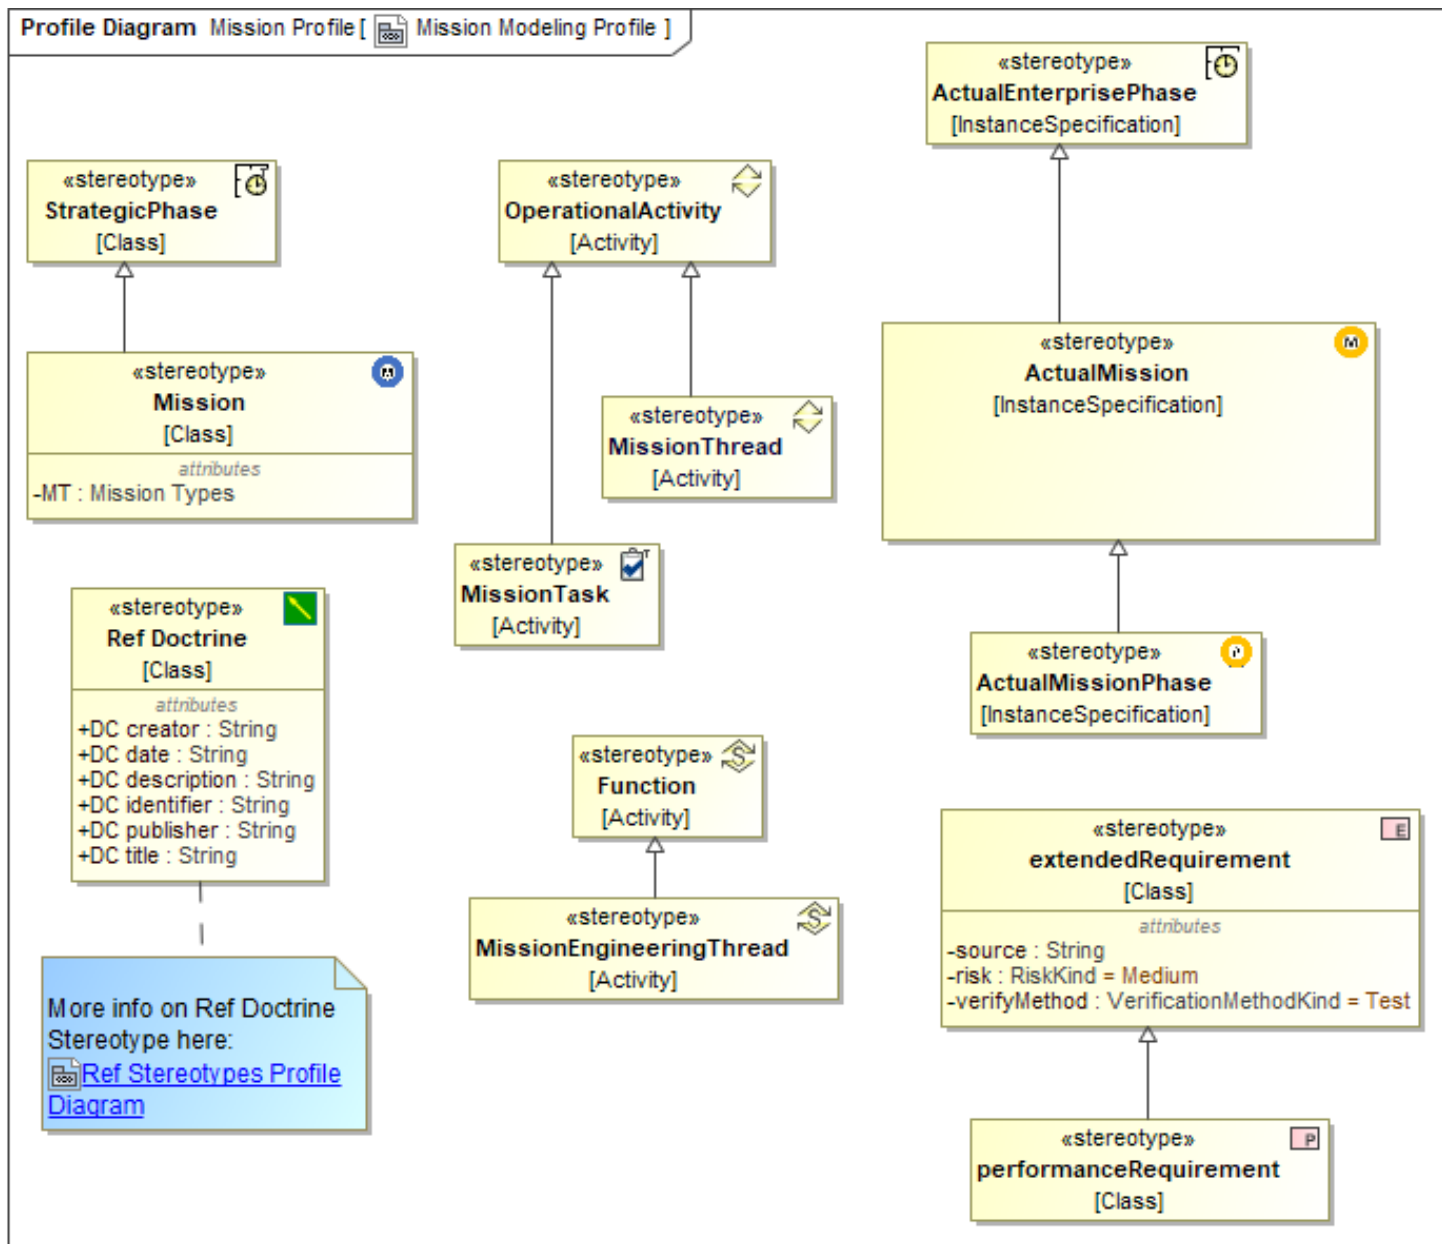 Profile Diagram Mission Profile [ Mission Modeling Profile ]
«stereotype»
StrategicPhase
[Class]
«stereotype»
Mission
[Class]
attributes
-MT : Mission Types
«stereotype»
Ref Doctrine
[Class]
attributes
+DC creator : String
+DC date : String
+DC description : String
+DC identifier : String
+DC publisher : String
+DC title : String
More info on Ref Doctrine
Stereotype here:
Ref Stereotypes Profile
Diagram
«stereotype»
OperationalActivity
[Activity]
«stereotype»
MissionThread
[Activity]
«stereotype»
MissionTask
[Activity]
«stereotype»
Function
[Activity]
«stereotype»
MissionEngineeringThread
[Activity]
«stereotype»
ActualEnterprisePhase
[InstanceSpecification]
«stereotype»
M
ActualMission
[InstanceSpecification]
«stereotype»
ActualMissionPhase
[InstanceSpecification]
«stereotype»
E
extendedRequirement
[Class]
attributes
-source : String
-risk : RiskKind = Medium
-verifyMethod : VerificationMethodKind = Test
«stereotype»
P
performanceRequirement
[Class]